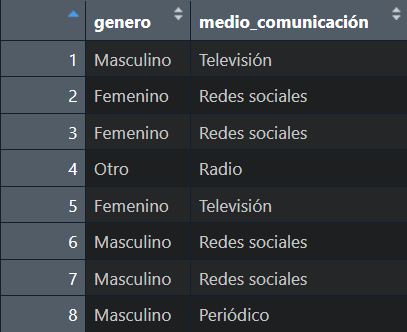 genero medio_comunicación
1 Masculino Televisión
2 Femenino Redes sociales
3 Femenino Redes sociales
4 Otro Radio
5 Femenino Televisión
6 Masculino Redes sociales
7 Masculino Redes sociales
8 Masculino Periódico